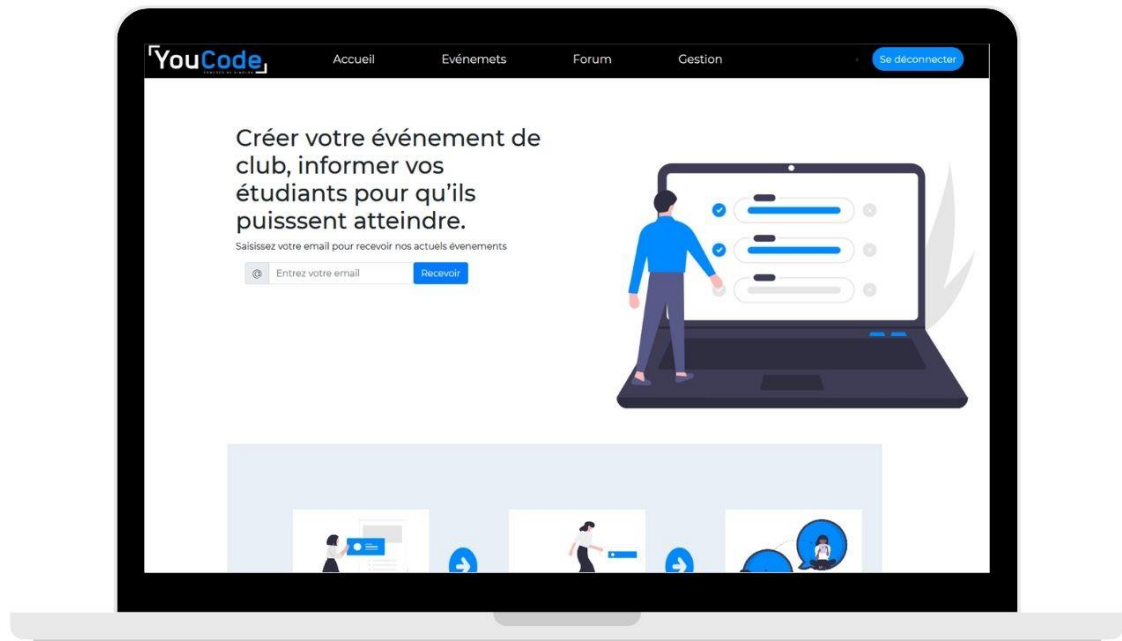 YouCode
Accueil
Evénemets
Forum
Gestion
Se déconnecter
Créer votre événement de
club, informer vos
étudiants pour qu'ils
puisssent atteindre.
Saisissez votre email pour recevoir nos actuels évenements
@ Entrez votre email Recevoir